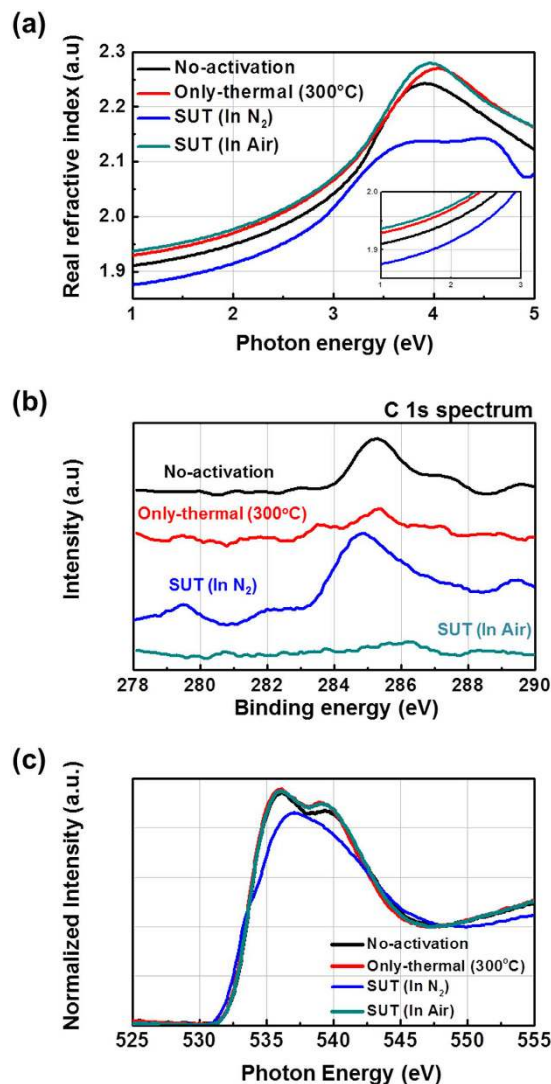 (a)
Real refractive index (a.u)
2.3
2.2
2.1
2.0
1.9
No-activation
Only-thermal (300°C)
SUT (In N₂)
SUT (In Air)
2.0
1.9
1 2 3
1 2 3 4 5
Photon energy (eV)
(b)
C 1s spectrum
Intensity (a.u)
No-activation
Only-thermal (300°C)
SUT (In N₂)
SUT (In Air)
278 280 282 284 286 288 290
Binding energy (eV)
(c)
Normalized Intensity (a.u.)
No-activation
Only-thermal (300°C)
SUT (In N₂)
SUT (In Air)
525 530 535 540 545 550 555
Photon Energy (eV)